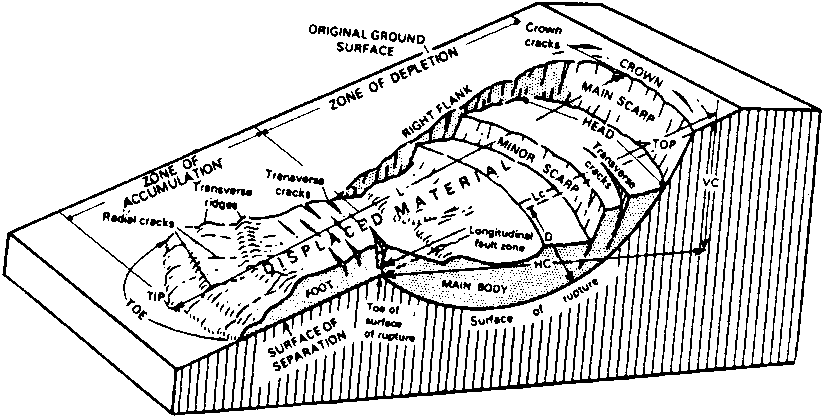 ORIGINAL GROUND
SURFACE
Crown
cracks
CROWN
ZONE OF DEPLETION
MAIN SCARP
RIGHT FLANK
HEAD
TOP
ZONE OF
ACCUMULATION
Transverse
cracks
MINOR SCARP
Transverse
cracks
VC
Transverse
ridges
Radial cracks
L
Lc
DISPLACED MATERIAL
Longitudinal
fault zone
D
HC
TIP
TOE
FOOT
MAIN BODY
Surface of rupture
Toe of
surface
of rupture
SURFACE OF
SEPARATION